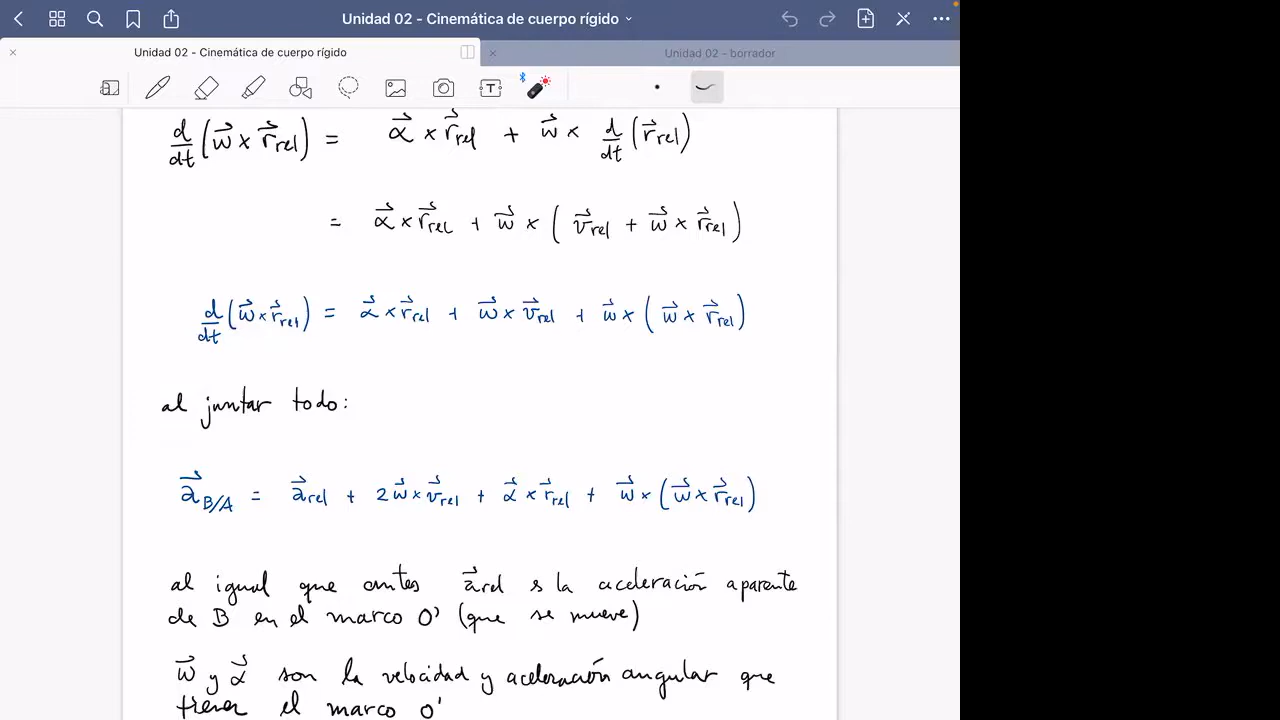 Unidad 02 - Cinemática de cuerpo rígido
Unidad 02 - Cinemática de cuerpo rígido
Unidad 02 - borrador
d/dt (w⃗ × r⃗rel) = α⃗ × r⃗rel + w⃗ × d/dt (r⃗rel)
= α⃗ × r⃗rel + w⃗ × (v⃗rel + w⃗ × r⃗rel)
d/dt (w⃗ × r⃗rel) = α⃗ × r⃗rel + w⃗ × v⃗rel + w⃗ × (w⃗ × r⃗rel)
al juntar todo:
a⃗B/A = a⃗rel + 2w⃗ × v⃗rel + α⃗ × r⃗rel + w⃗ × (w⃗ × r⃗rel)
al igual que antes a⃗rel s la aceleración aparente
de B en el marco O' (que se mueve)
w⃗ y α⃗ son la velocidad y aceleración angular que
tiener el marco O'